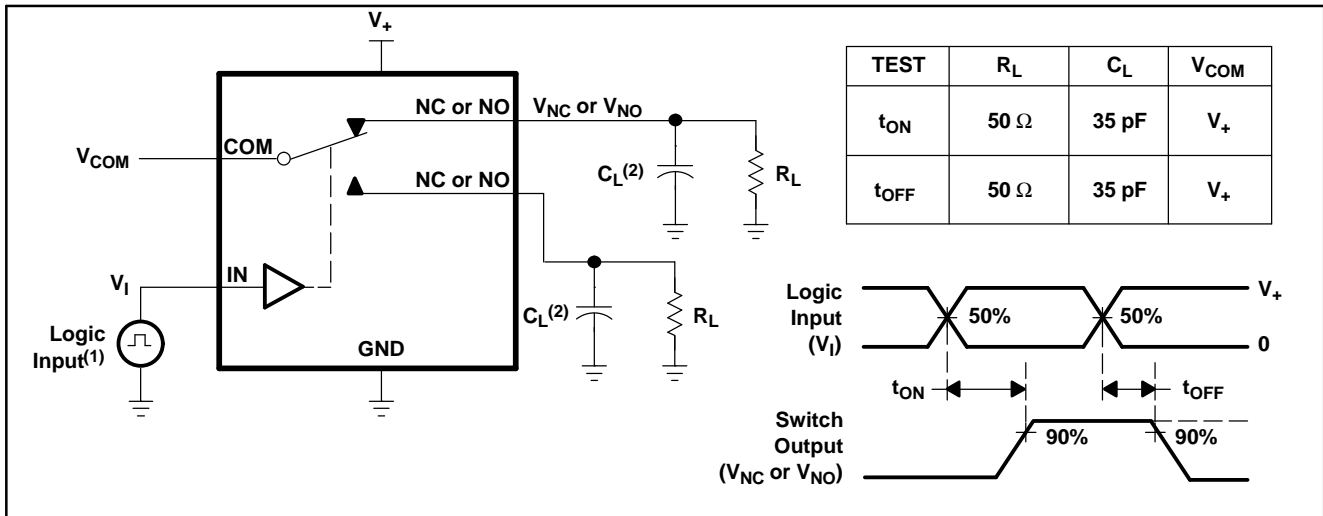 V+
NC or NO
VNC or VNO
COM
VCOM
CL(2)
RL
NC or NO
IN
VI
CL(2)
RL
Logic
Input(1)
GND
TEST RL CL VCOM
tON 50 Ω 35 pF V+
tOFF 50 Ω 35 pF V+
Logic
Input
(VI)
50%
50%
V+
0
tON
tOFF
Switch
Output
(VNC or VNO)
90%
90%